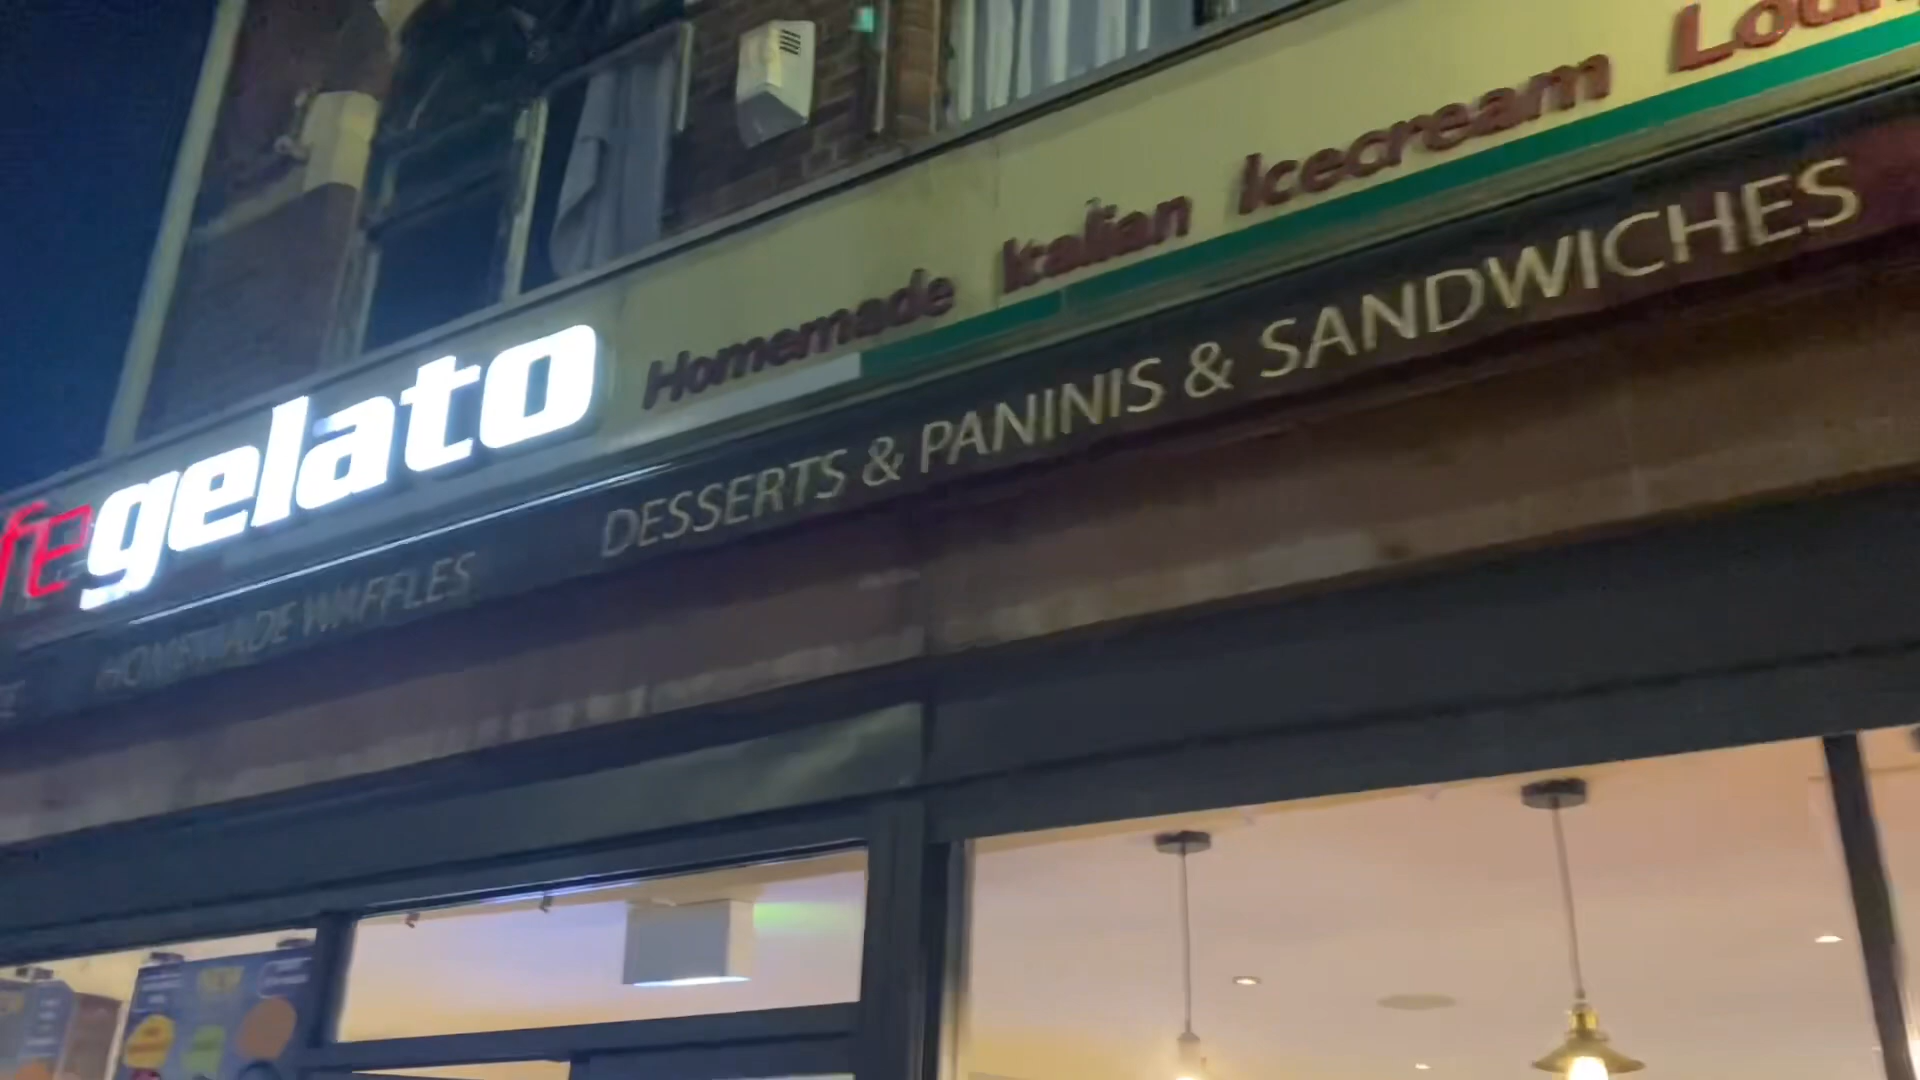 fegelato
Homemade Italian Icecream
HOMEMADE WAFFLES DESSERTS & PANINIS & SANDWICHES